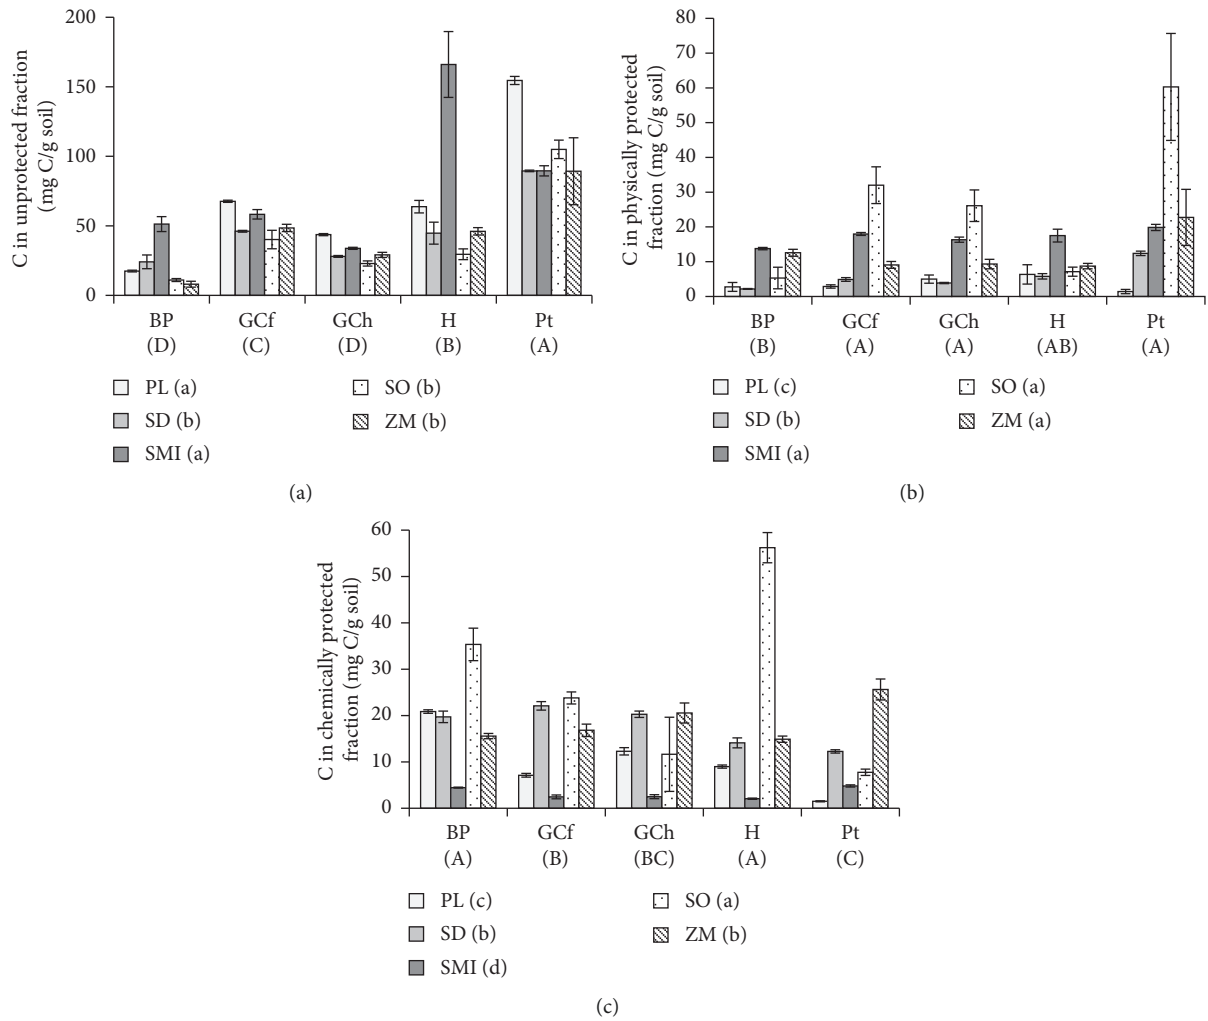 C in unprotected fraction
(mg C/g soil)
200
150
100
50
0
BP GCf GCh H Pt
(D) (C) (D) (B) (A)
PL (a)
SD (b)
SMI (a)
SO (b)
ZM (b)
(a)
C in physically protected
fraction (mg C/g soil)
80
70
60
50
40
30
20
10
0
BP GCf GCh H Pt
(B) (A) (A) (AB) (A)
PL (c)
SD (b)
SMI (a)
SO (a)
ZM (a)
(b)
C in chemically protected
fraction (mg C/g soil)
60
50
40
30
20
10
0
BP GCf GCh H Pt
(A) (B) (BC) (A) (C)
PL (c)
SD (b)
SMI (d)
SO (a)
ZM (b)
(c)